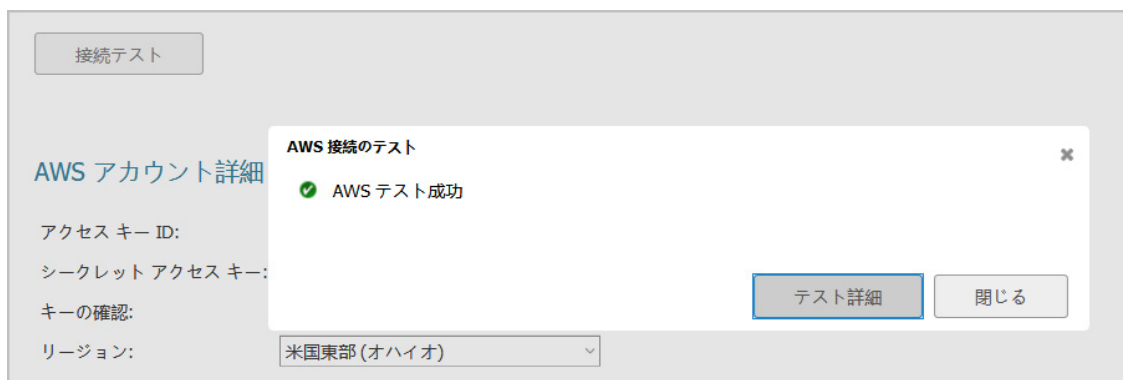 接続テスト
AWS 接続のテスト
AWS アカウント詳細
AWS テスト成功
アクセス キー ID:
シークレット アクセス キー:
テスト詳細 閉じる
キーの確認:
リージョン: 米国東部 (オハイオ)